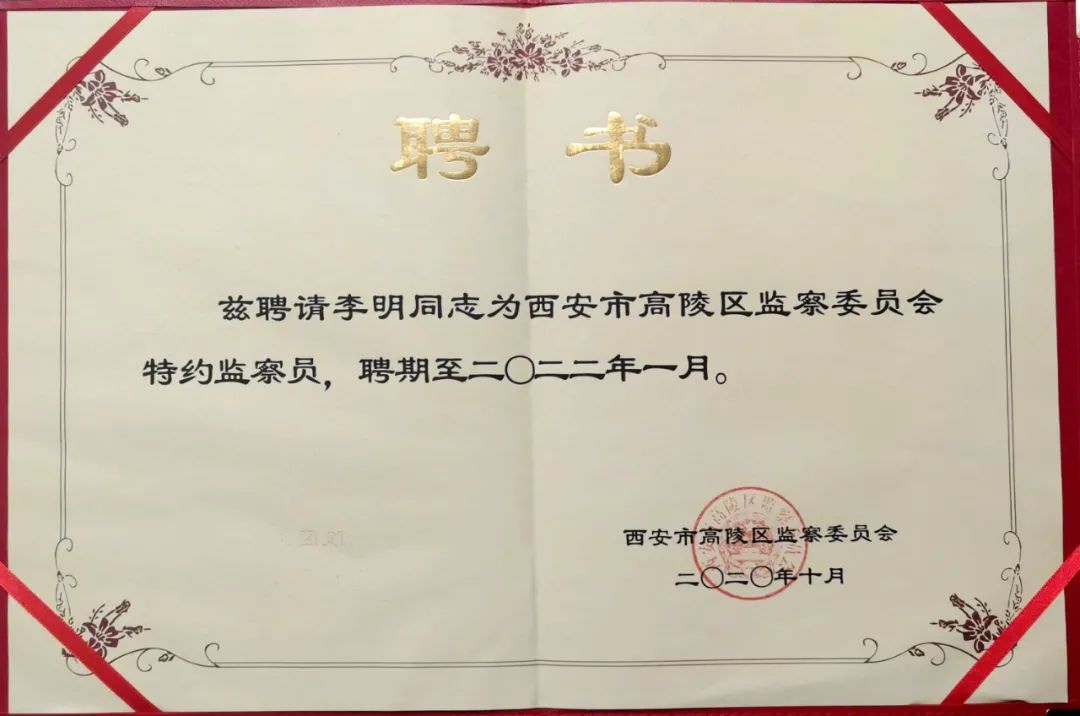 聘书
兹聘请李明同志为西安市高陵区监察委员会
特约监察员，聘期至二〇二二年一月。
西安市高陵区监察委员会
二〇二〇年十月